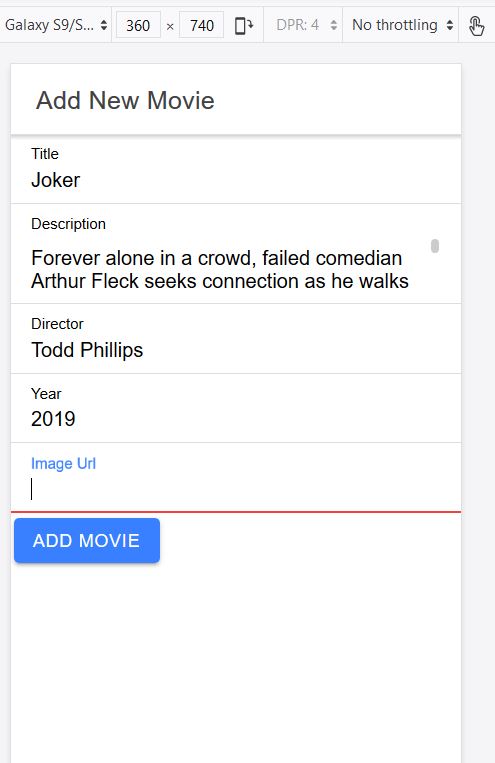 Galaxy S9/S... 360 × 740 DPR: 4 No throttling
Add New Movie
Title
Joker
Description
Forever alone in a crowd, failed comedian
Arthur Fleck seeks connection as he walks
Director
Todd Phillips
Year
2019
Image Url
ADD MOVIE